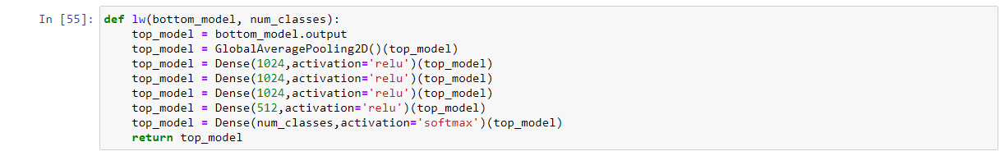 In [55]: def lw(bottom_model, num_classes):
    top_model = bottom_model.output
    top_model = GlobalAveragePooling2D()(top_model)
    top_model = Dense(1024,activation='relu')(top_model)
    top_model = Dense(1024,activation='relu')(top_model)
    top_model = Dense(1024,activation='relu')(top_model)
    top_model = Dense(512,activation='relu')(top_model)
    top_model = Dense(num_classes,activation='softmax')(top_model)
    return top_model